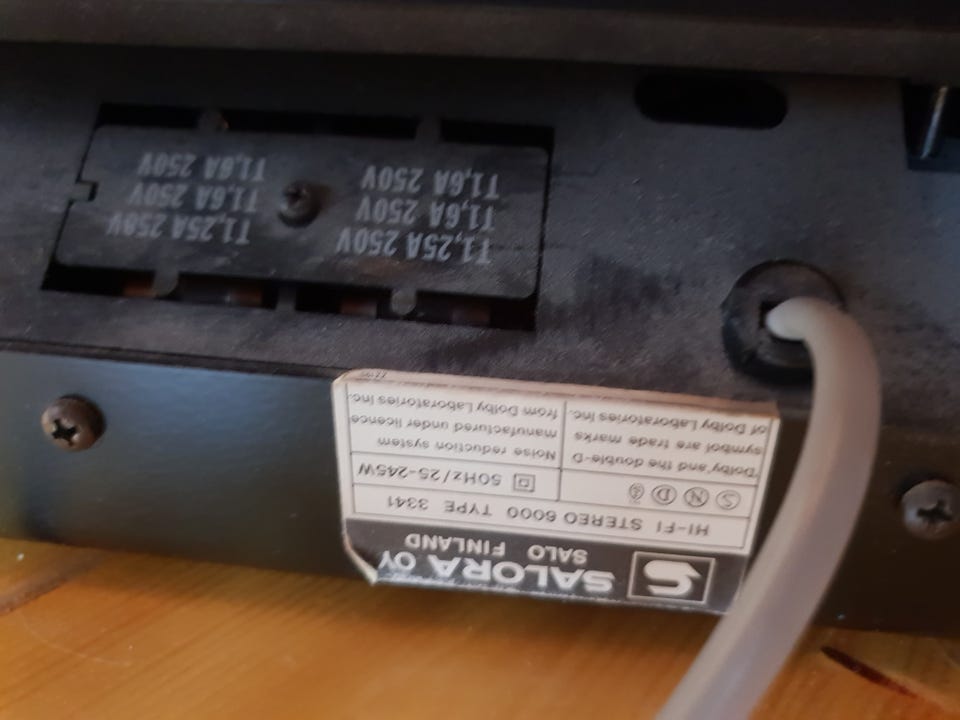 SALORA OY
SALO FINLAND
HI-FI STEREO 6000 TYPE 3341
S N D
50Hz/25-245W
'Dolby' and the double-D
symbol are trade marks
of Dolby Laboratories Inc.
Noise reduction system
manufactured under licence
from Dolby Laboratories Inc.
T1,25A 250V
T1,6A 250V
T1,6A 250V
T1,25A 250V
T1,6A 250V
T1,6A 250V